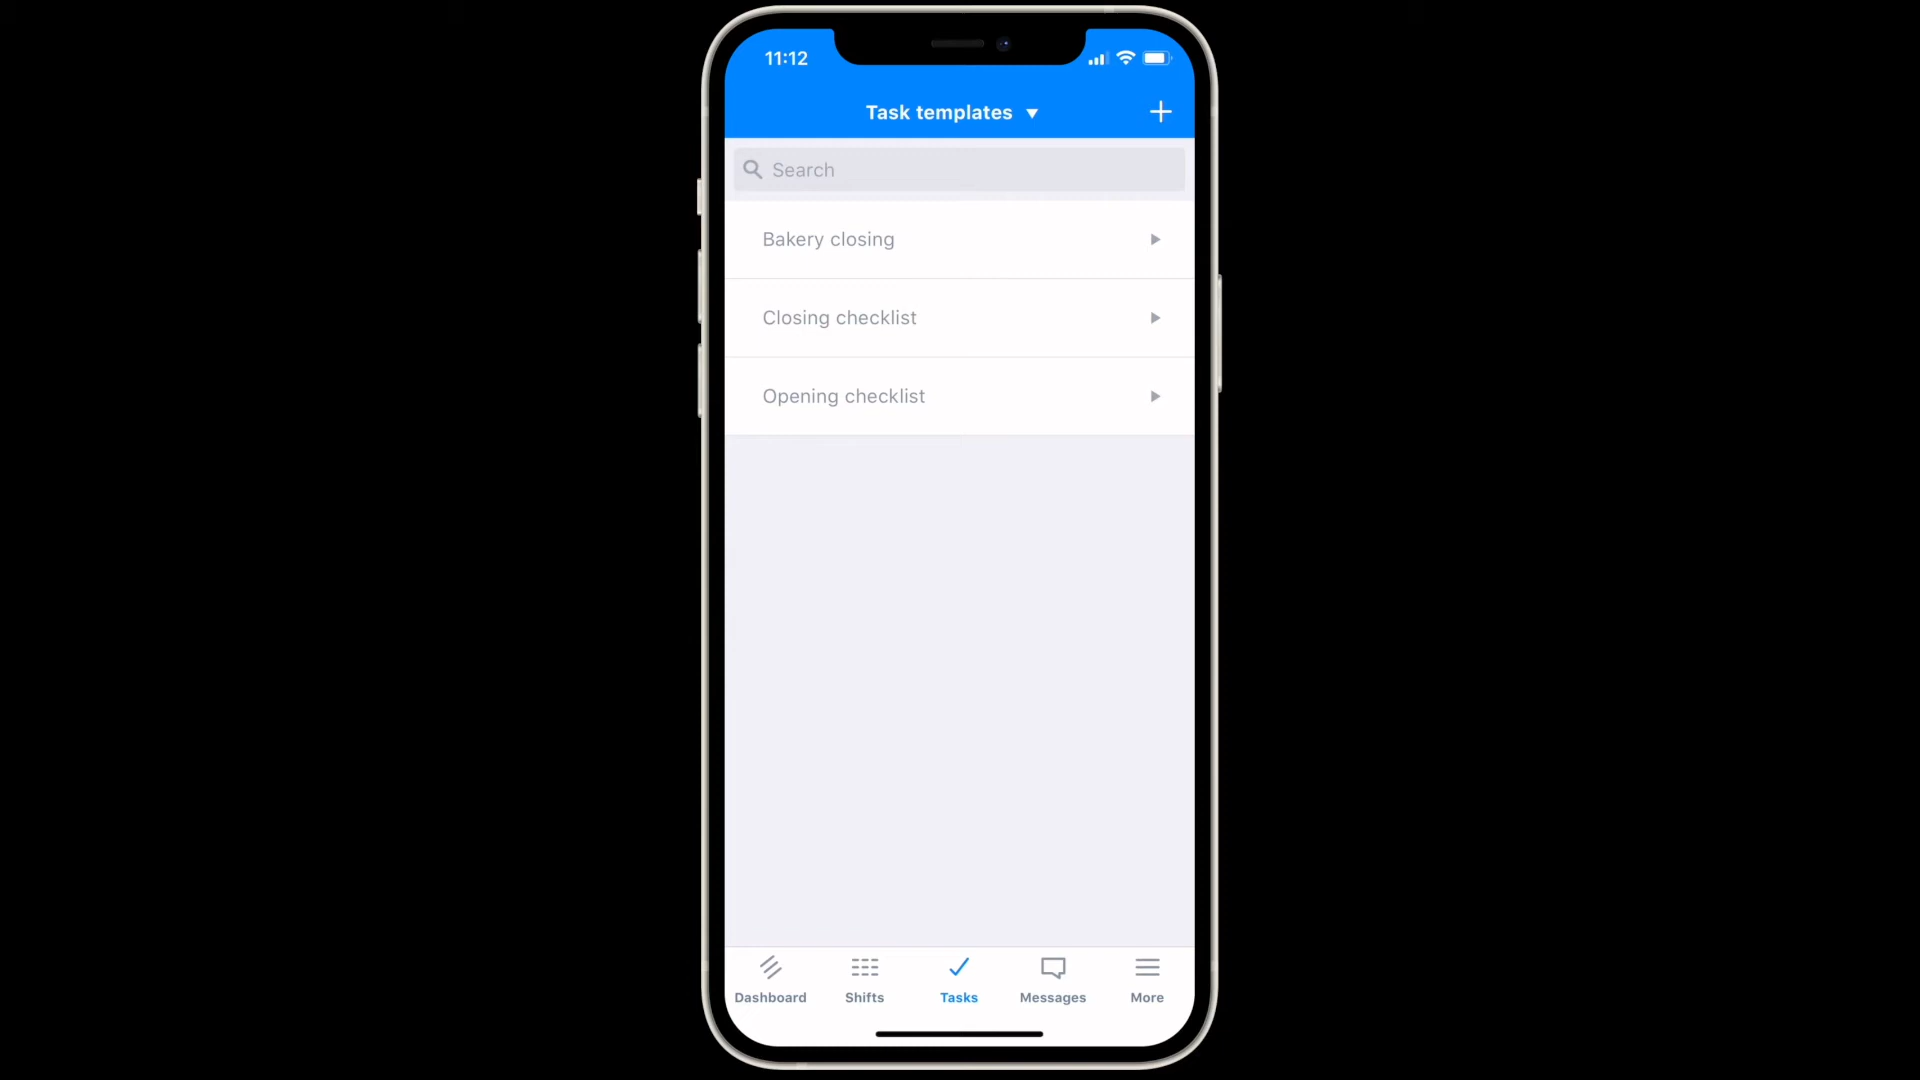 11:12
Task templates
Search
Bakery closing
Closing checklist
Opening checklist
Dashboard
Shifts
Tasks
Messages
More